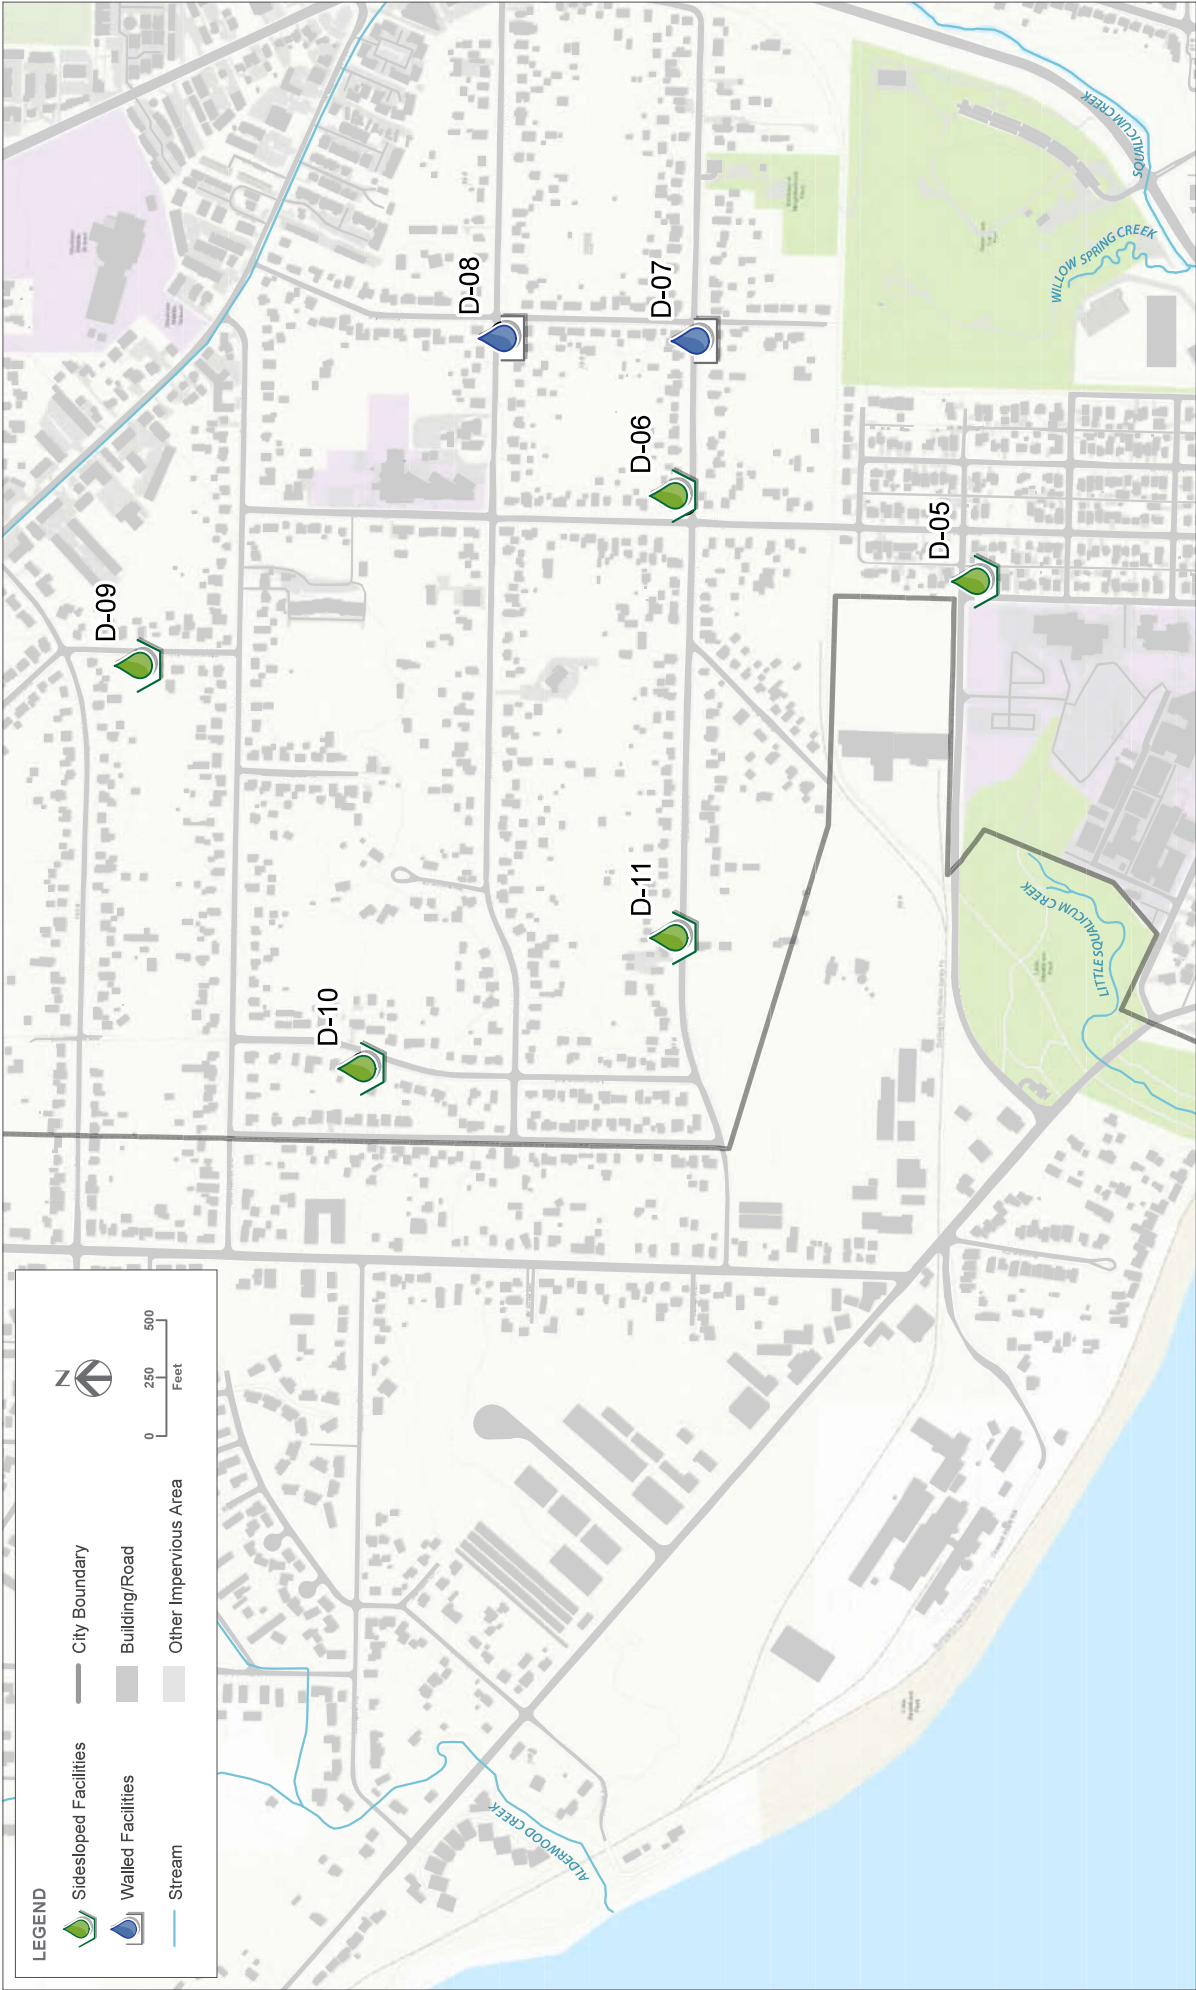 LEGEND
Sidesloped Facilities
Walled Facilities
Stream
City Boundary
Building/Road
Other Impervious Area
N
0 250 500
Feet
D-09
D-10
D-08
D-06
D-11
D-07
D-05
ALDERWOOD CREEK
LITTLE SQUALICUM CREEK
WILLOW SPRING CREEK
SQUALICUM CREEK